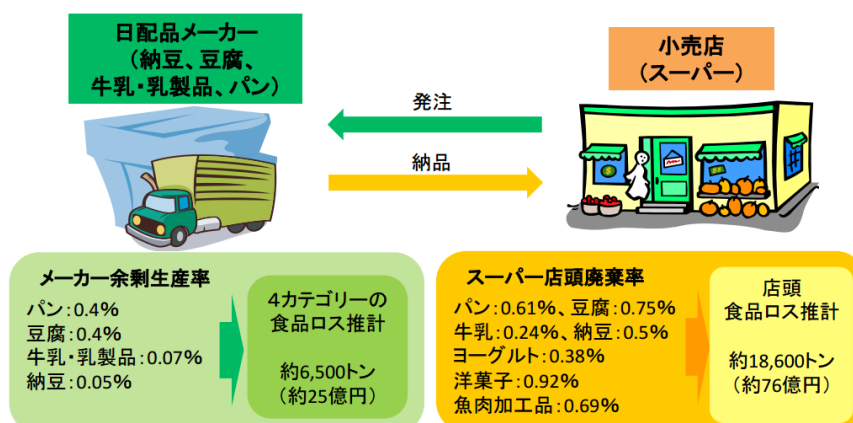 日配品メーカー
（納豆、豆腐、
牛乳・乳製品、パン）
小売店
（スーパー）
発注
納品
メーカー余剰生産率
パン：0.4%
豆腐：0.4%
牛乳・乳製品：0.07%
納豆：0.05%
４カテゴリーの
食品ロス推計
約6,500トン
（約25億円）
スーパー店頭廃棄率
パン：0.61%、豆腐：0.75%
牛乳：0.24%、納豆：0.5%
ヨーグルト：0.38%
洋菓子：0.92%
魚肉加工品：0.69%
店頭
食品ロス推計
約18,600トン
（約76億円）